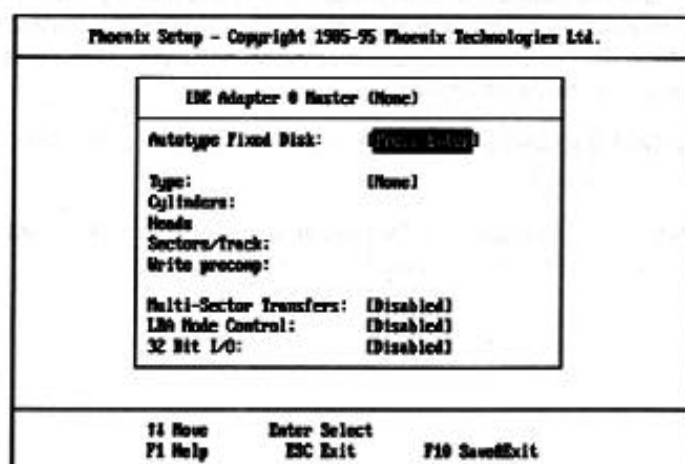 Phoenix Setup - Copyright 1985-95 Phoenix Technologies Ltd.
IDE Adapter 0 Master (None)
Autotype Fixed Disk: [Press Enter]
Type: [None]
Cylinders:
Heads
Sectors/Track:
Write precomp:
Multi-Sector Transfers: [Disabled]
LBA Mode Control: [Disabled]
32 Bit I/O: [Disabled]
↑↓ Move Enter Select
F1 Help ESC Exit F10 Save&Exit